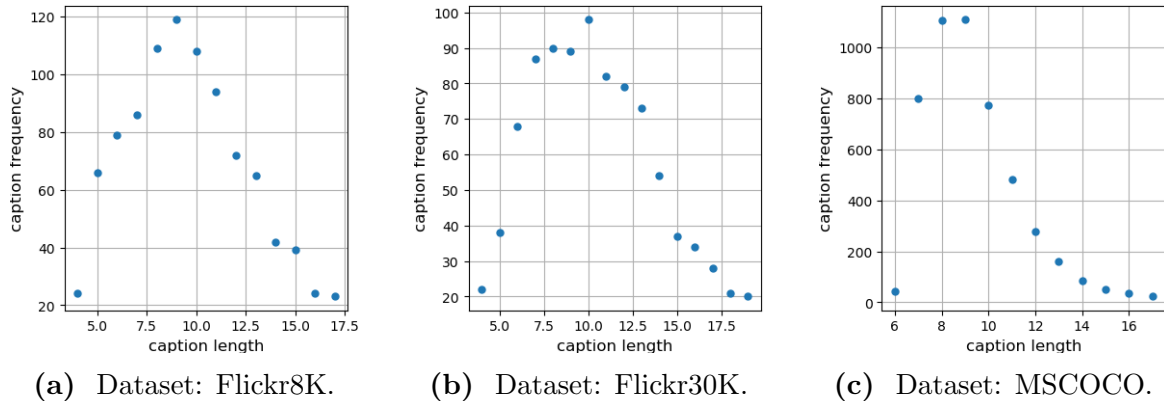 120
100
80
60
40
20
caption frequency
5.0 7.5 10.0 12.5 15.0 17.5
caption length
(a) Dataset: Flickr8K.
100
90
80
70
60
50
40
30
20
caption frequency
5.0 7.5 10.0 12.5 15.0 17.5
caption length
(b) Dataset: Flickr30K.
1000
800
600
400
200
0
caption frequency
6 8 10 12 14 16
caption length
(c) Dataset: MSCOCO.